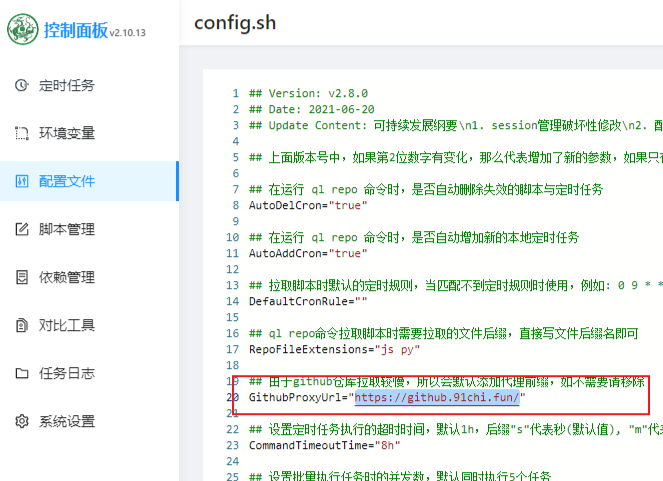 控制面板 v2.10.13
config.sh
定时任务
环境变量
配置文件
脚本管理
依赖管理
对比工具
任务日志
系统设置
1 ## Version: v2.8.0
2 ## Date: 2021-06-20
3 ## Update Content: 可持续发展纲要\n1. session管理破坏性修改\n2. 配
4
5 ## 上面版本号中，如果第2位数字有变化，那么代表增加了新的参数，如果只有
6
7 ## 在运行 ql repo 命令时，是否自动删除失效的脚本与定时任务
8 AutoDelCron="true"
9
10 ## 在运行 ql repo 命令时，是否自动增加新的本地定时任务
11 AutoAddCron="true"
12
13 ## 拉取脚本时默认的定时规则，当匹配不到定时规则时使用，例如: 0 9 * *
14 DefaultCronRule=""
15
16 ## ql repo命令拉取脚本时需要拉取的文件后缀，直接写文件后缀名即可
17 RepoFileExtensions="js py"
18
19 ## 由于github仓库拉取较慢，所以会默认添加代理前缀，如不需要请移除
20 GithubProxyUrl="https://github.91chi.fun/"
21
22 ## 设置定时任务执行的超时时间，默认1h，后缀"s"代表秒(默认值), "m"代表
23 CommandTimeoutTime="8h"
24
25 ## 设置批量执行任务时的并发数，默认同时执行5个任务